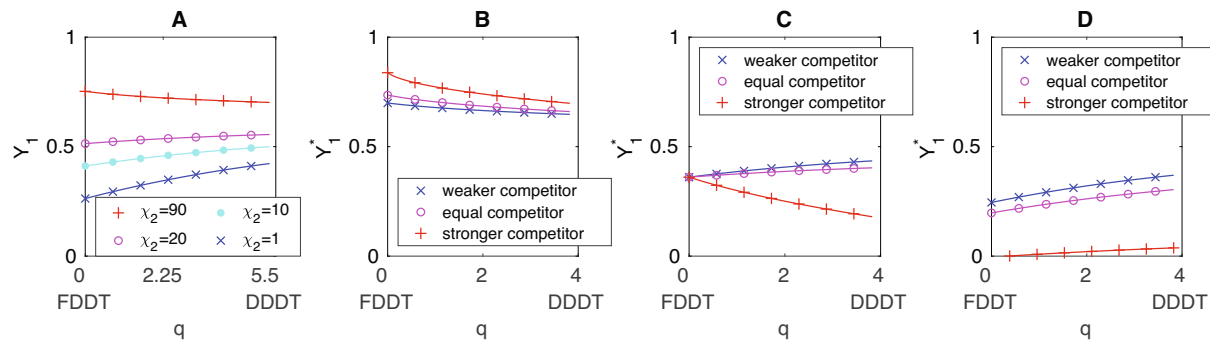 A
Y1
1
0.5
0
χ2=90
χ2=10
χ2=20
χ2=1
0
2.25
5.5
FDDT
DDDT
q
B
Y1*
1
0.5
0
weaker competitor
equal competitor
stronger competitor
0
2
4
FDDT
DDDT
q
C
Y1*
1
0.5
0
weaker competitor
equal competitor
stronger competitor
0
2
4
FDDT
DDDT
q
D
Y1*
1
0.5
0
weaker competitor
equal competitor
stronger competitor
0
2
4
FDDT
DDDT
q